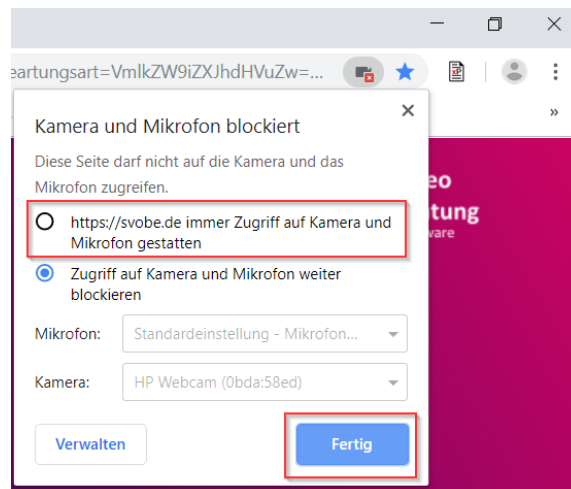 eartungsart=VmlkZW9iZXJhdHVuZw=...
»
Kamera und Mikrofon blockiert
Diese Seite darf nicht auf die Kamera und das
Mikrofon zugreifen.
https://svobe.de immer Zugriff auf Kamera und
Mikrofon gestatten
Zugriff auf Kamera und Mikrofon weiter
blockieren
Mikrofon:
Standardeinstellung - Mikrofon...
Kamera:
HP Webcam (0bda:58ed)
Verwalten
Fertig
eo
tung
ware